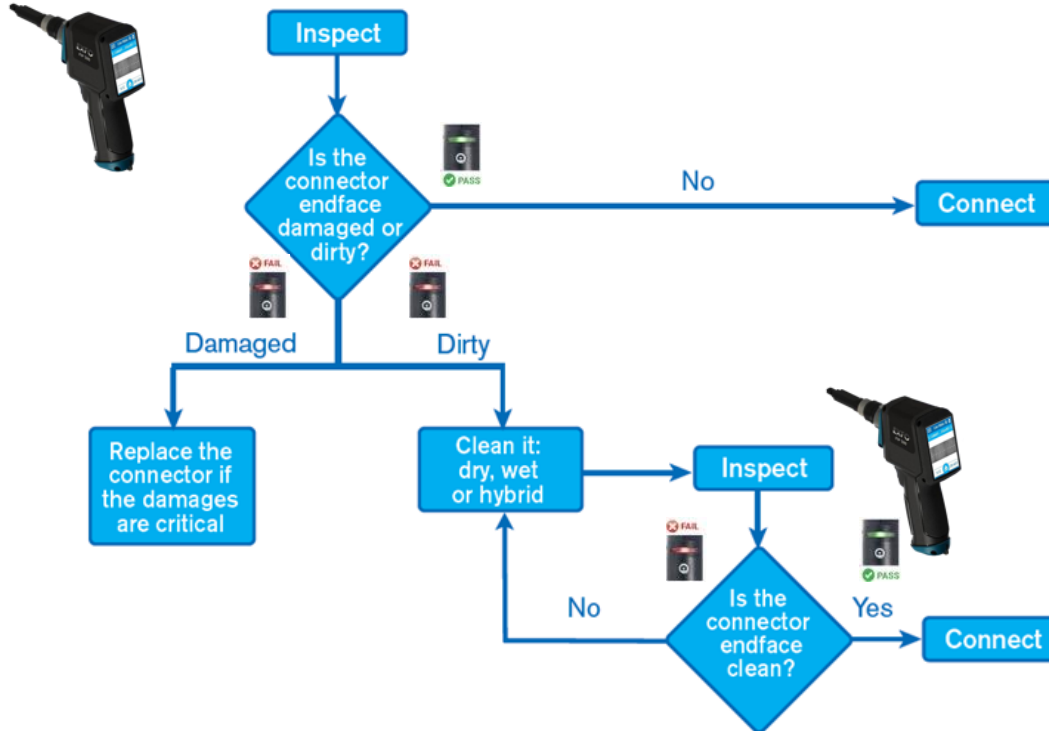 Inspect
Is the
connector
endface
damaged or
dirty?
PASS
No
Connect
FAIL
FAIL
Damaged
Dirty
Replace the
connector if
the damages
are critical
Clean it:
dry, wet
or hybrid
Inspect
FAIL
PASS
Is the
connector
endface
clean?
No
Yes
Connect
EXFO